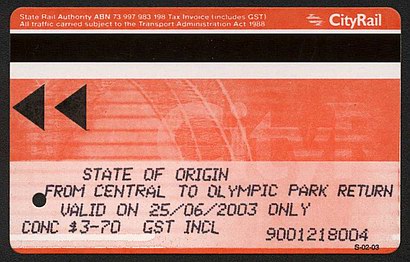 State Rail Authority ABN 73 997 983 198 Tax Invoice (includes GST)
All traffic carried subject to the Transport Administration Act 1988
CityRail
STATE OF ORIGIN
FROM CENTRAL TO OLYMPIC PARK RETURN
VALID ON 25/06/2003 ONLY
CONC $3-70 GST INCL
9001218004
S-02-03